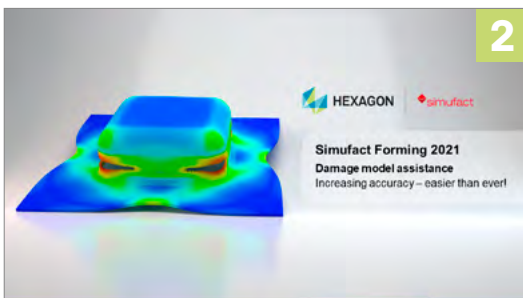 2
HEXAGON
simufact
Simufact Forming 2021
Damage model assistance
Increasing accuracy – easier than ever!